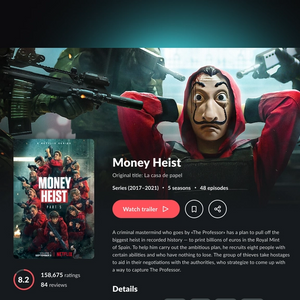 Money Heist
Original title: La casa de papel
Series (2017-2021) • 5 seasons • 48 episodes
Watch trailer
A NETFLIX SERIES
MONEY
HEIST
PART 5
NETFLIX
8.2
158,675 ratings
84 reviews
A criminal mastermind who goes by «The Professor» has a plan to pull off the
biggest heist in recorded history – to print billions of euros in the Royal Mint
of Spain. To help him carry out the ambitious plan, he recruits eight people with
certain abilities and who have nothing to lose. The group of thieves take hostages
to aid in their negotiations with the authorities, who strategize to come up with
a way to capture The Professor.
Details